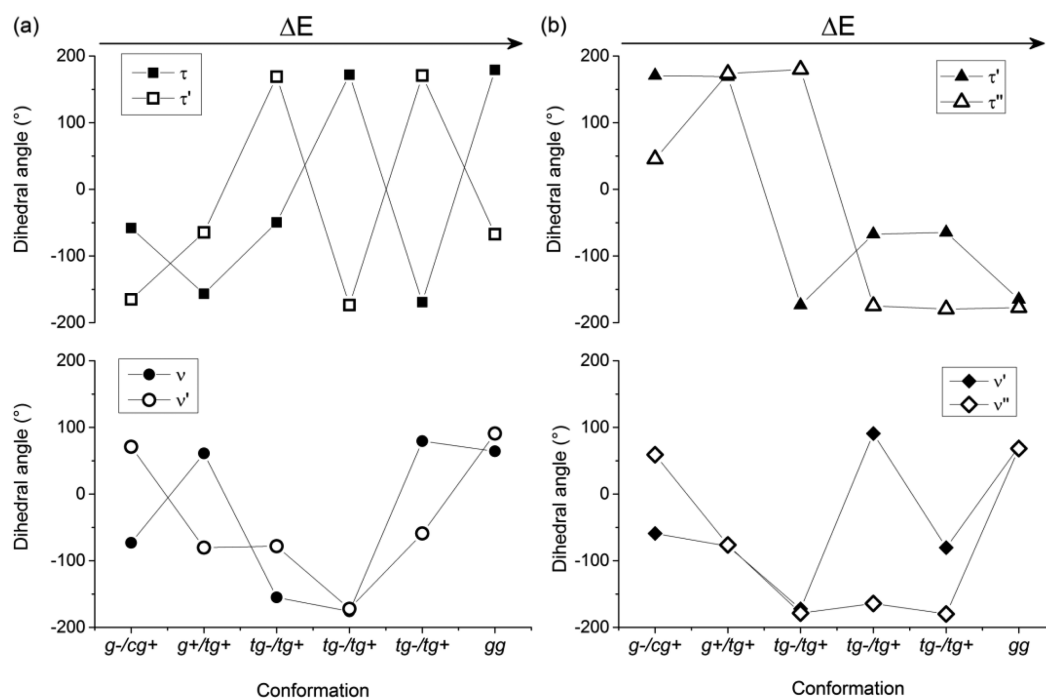 (a)
ΔE
200
100
0
-100
-200
Dihedral angle (°)
τ
τ'
200
100
0
-100
-200
Dihedral angle (°)
ν
ν'
g-/cg+ g+/tg+ tg-/tg+ tg-/tg+ tg-/tg+ gg
Conformation
(b)
ΔE
200
100
0
-100
-200
Dihedral angle (°)
τ'
τ''
200
100
0
-100
-200
Dihedral angle (°)
ν'
ν''
g-/cg+ g+/tg+ tg-/tg+ tg-/tg+ tg-/tg+ gg
Conformation